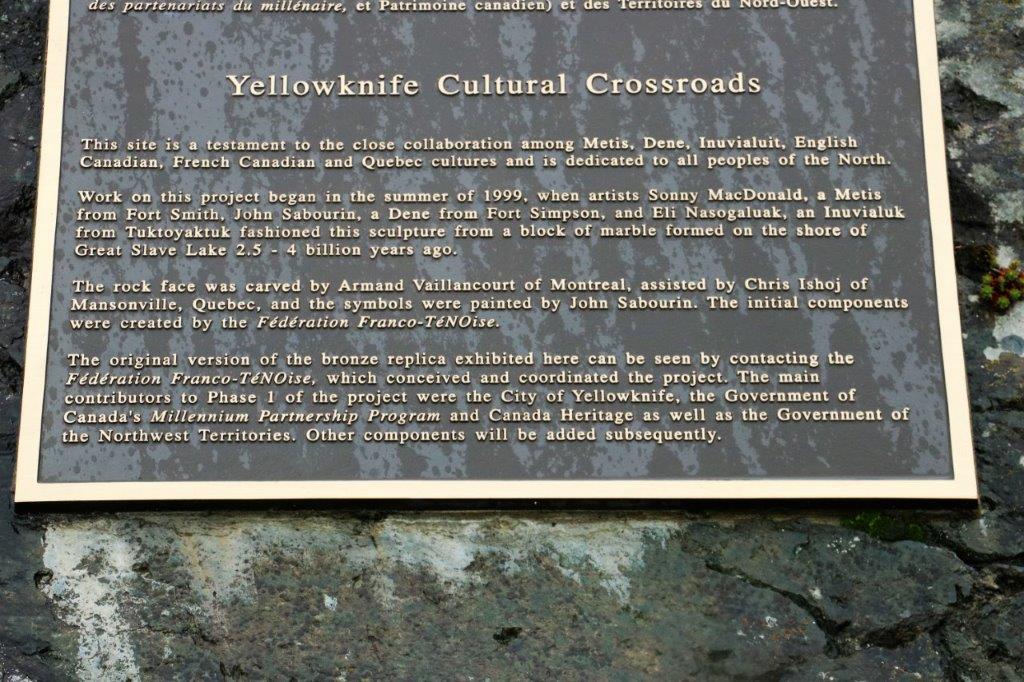 des partenariats du millénaire, et Patrimoine canadien) et des Territoires du Nord-Ouest.
Yellowknife Cultural Crossroads
This site is a testament to the close collaboration among Metis, Dene, Inuvialuit, English
Canadian, French Canadian and Quebec cultures and is dedicated to all peoples of the North.
Work on this project began in the summer of 1999, when artists Sonny MacDonald, a Metis
from Fort Smith, John Sabourin, a Dene from Fort Simpson, and Eli Nasogaluak, an Inuvialuk
from Tuktoyaktuk fashioned this sculpture from a block of marble formed on the shore of
Great Slave Lake 2.5 - 4 billion years ago.
The rock face was carved by Armand Vaillancourt of Montreal, assisted by Chris Ishoj of
Mansonville, Quebec, and the symbols were painted by John Sabourin. The initial components
were created by the Fédération Franco-TéNOise.
The original version of the bronze replica exhibited here can be seen by contacting the
Fédération Franco-TéNOise, which conceived and coordinated the project. The main
contributors to Phase 1 of the project were the City of Yellowknife, the Government of
Canada's Millennium Partnership Program and Canada Heritage as well as the Government of
the Northwest Territories. Other components will be added subsequently.